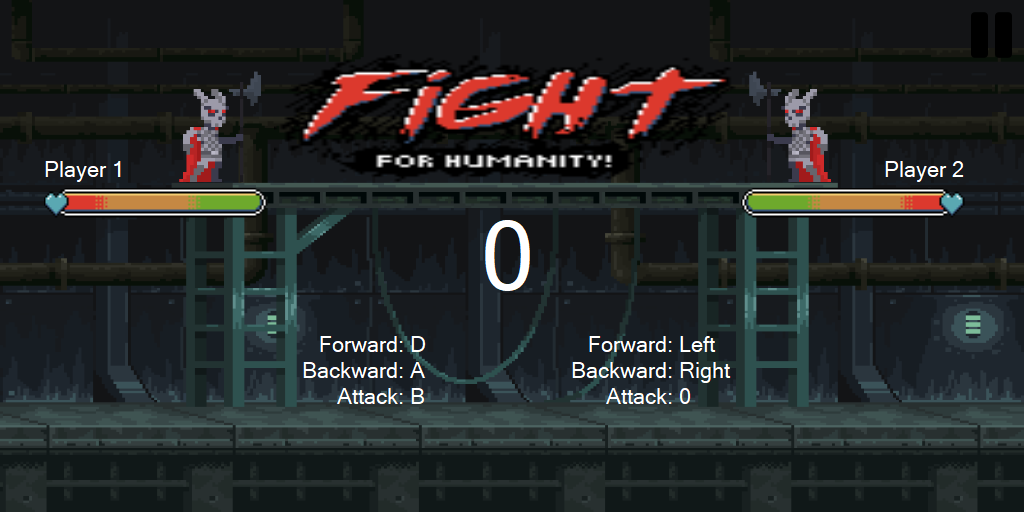 FiGHT
FOR HUMANITY!
Player 1
Player 2
0
Forward: D
Backward: A
Attack: B
Forward: Left
Backward: Right
Attack: 0